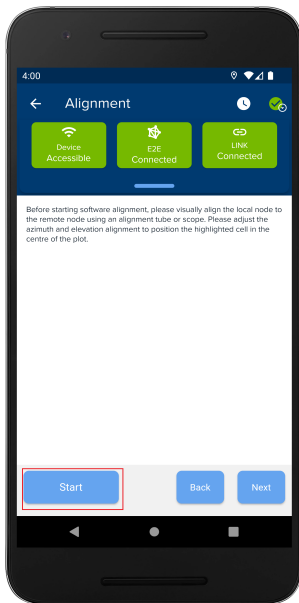 4:00
Alignment
Device
Accessible
E2E
Connected
LINK
Connected
Before starting software alignment, please visually align the local node to
the remote node using an alignment tube or scope. Please adjust the
azimuth and elevation alignment to position the highlighted cell in the
centre of the plot.
Start
Back
Next